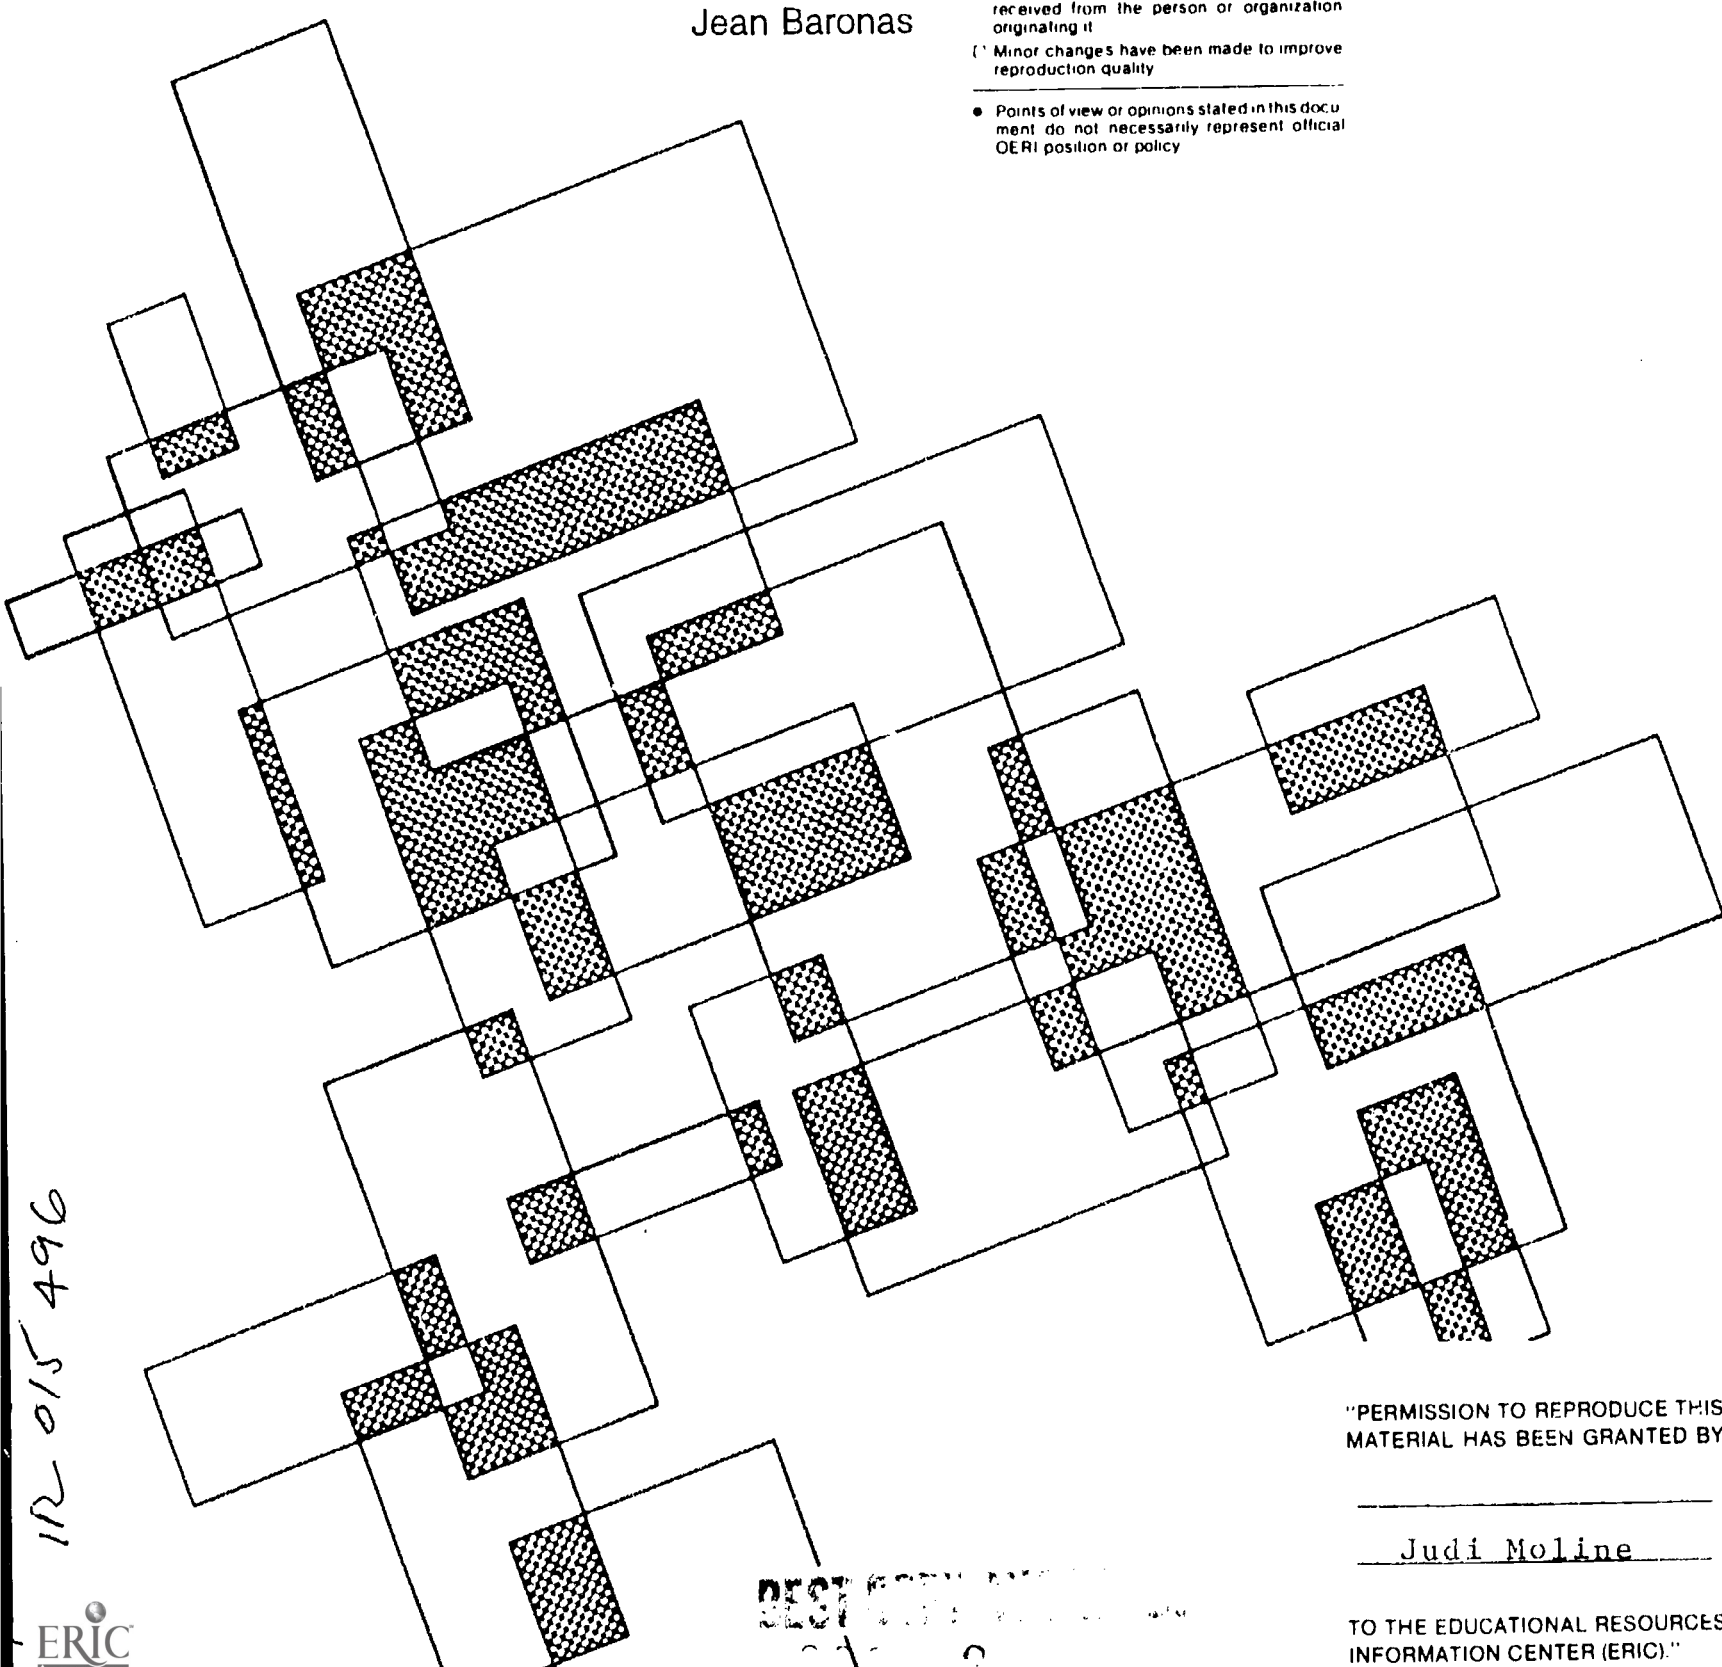 Jean Baronas
received from the person or organization
originating it
Minor changes have been made to improve
reproduction quality
● Points of view or opinions stated in this docu
ment do not necessarily represent official
OERI position or policy
IR 015 496
"PERMISSION TO REPRODUCE THIS
MATERIAL HAS BEEN GRANTED BY
Judi Moline
TO THE EDUCATIONAL RESOURCES
INFORMATION CENTER (ERIC)."
BEST
ERIC